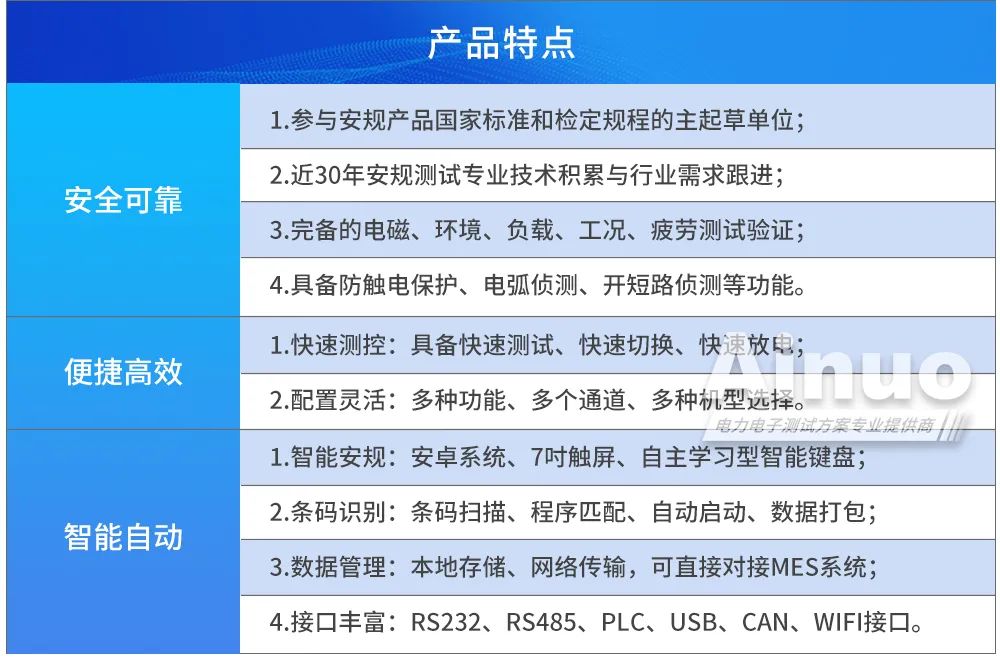 产品特点
安全可靠
1.参与安规产品国家标准和检定规程的主起草单位；
2.近30年安规测试专业技术积累与行业需求跟进；
3.完备的电磁、环境、负载、工况、疲劳测试验证；
4.具备防触电保护、电弧侦测、开短路侦测等功能。
便捷高效
1.快速测控：具备快速测试、快速切换、快速放电；
2.配置灵活：多种功能、多个通道、多种机型选择。
Ainuo
电力电子测试方案专业提供商
智能自动
1.智能安规：安卓系统、7吋触屏、自主学习型智能键盘；
2.条码识别：条码扫描、程序匹配、自动启动、数据打包；
3.数据管理：本地存储、网络传输，可直接对接MES系统；
4.接口丰富：RS232、RS485、PLC、USB、CAN、WIFI接口。